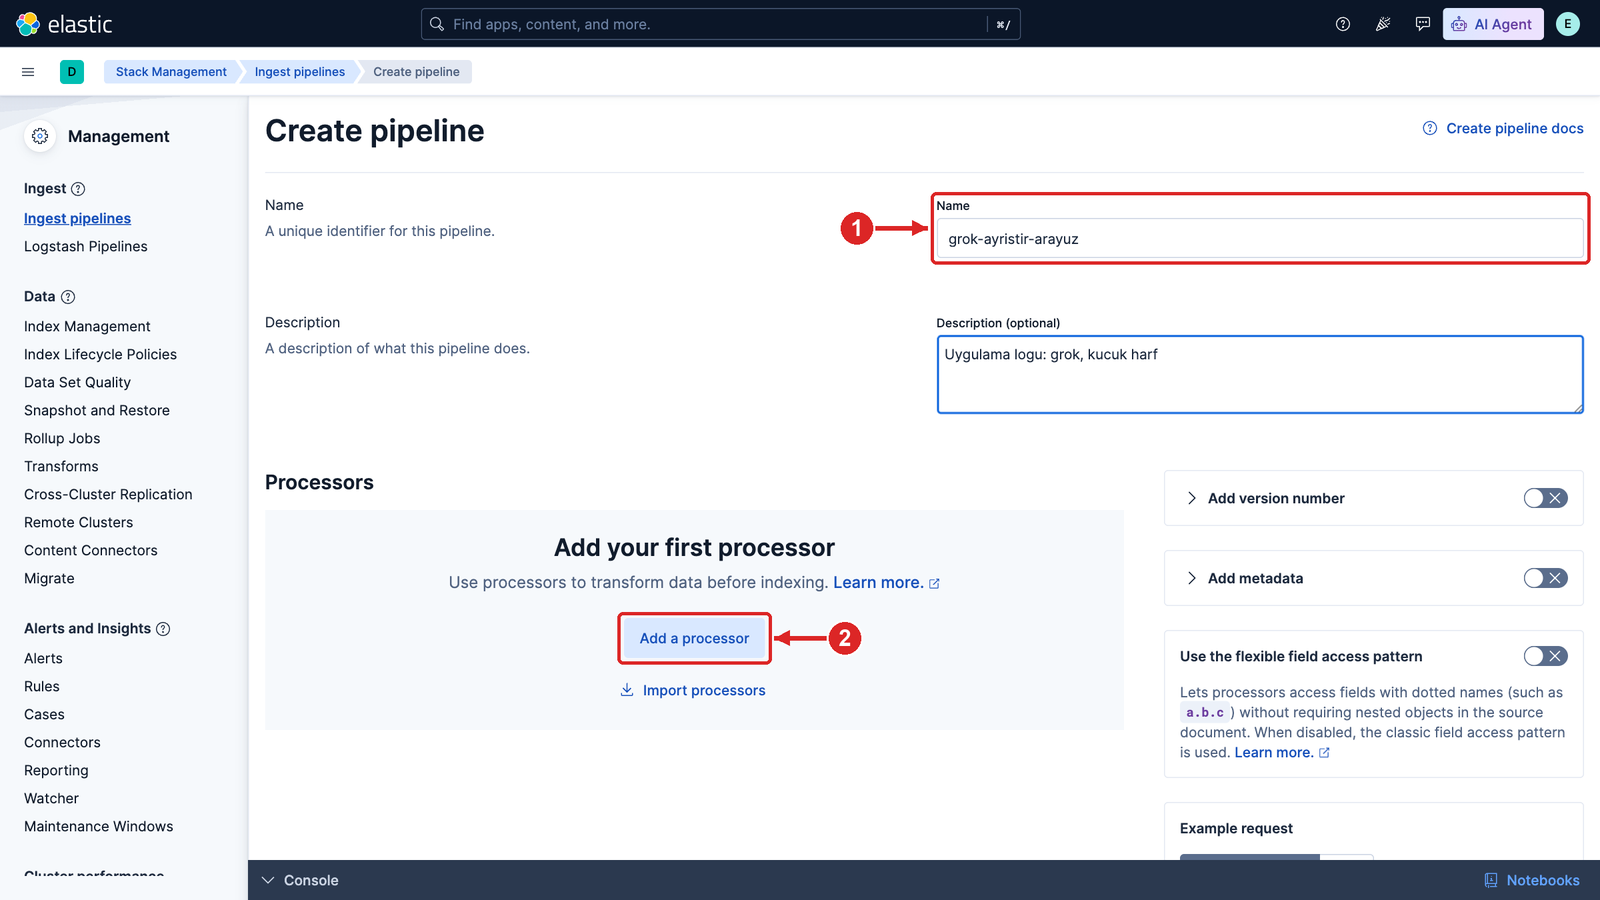 elastic
Find apps, content, and more.
⌘/
AI Agent
E
D
Stack Management
Ingest pipelines
Create pipeline
Management
Ingest
Ingest pipelines
Logstash Pipelines
Data
Index Management
Index Lifecycle Policies
Data Set Quality
Snapshot and Restore
Rollup Jobs
Transforms
Cross-Cluster Replication
Remote Clusters
Content Connectors
Migrate
Alerts and Insights
Alerts
Rules
Cases
Connectors
Reporting
Watcher
Maintenance Windows
Cluster performance
Create pipeline
Create pipeline docs
Name
A unique identifier for this pipeline.
1
Name
grok-ayristir-arayuz
Description
A description of what this pipeline does.
Description (optional)
Uygulama logu: grok, kucuk harf
Processors
Add your first processor
Use processors to transform data before indexing. Learn more.
Add a processor
2
Import processors
Add version number
Add metadata
Use the flexible field access pattern
Lets processors access fields with dotted names (such as
a.b.c ) without requiring nested objects in the source
document. When disabled, the classic field access pattern
is used. Learn more.
Example request
Console
Notebooks